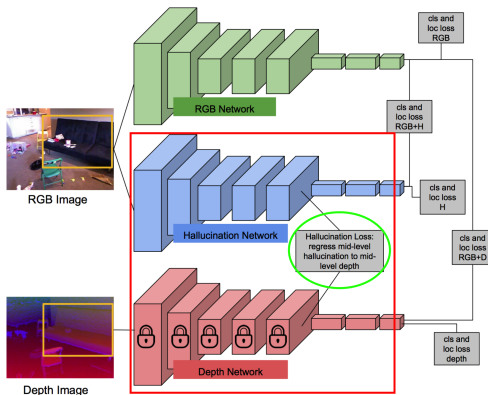 cls and
loc loss
RGB
RGB Network
cls and
loc loss
RGB+H
RGB Image
Hallucination Network
cls and
loc loss
H
Hallucination Loss:
regress mid-level
hallucination to mid-
level depth
cls and
loc loss
RGB+D
cls and
loc loss
depth
Depth Network
Depth Image